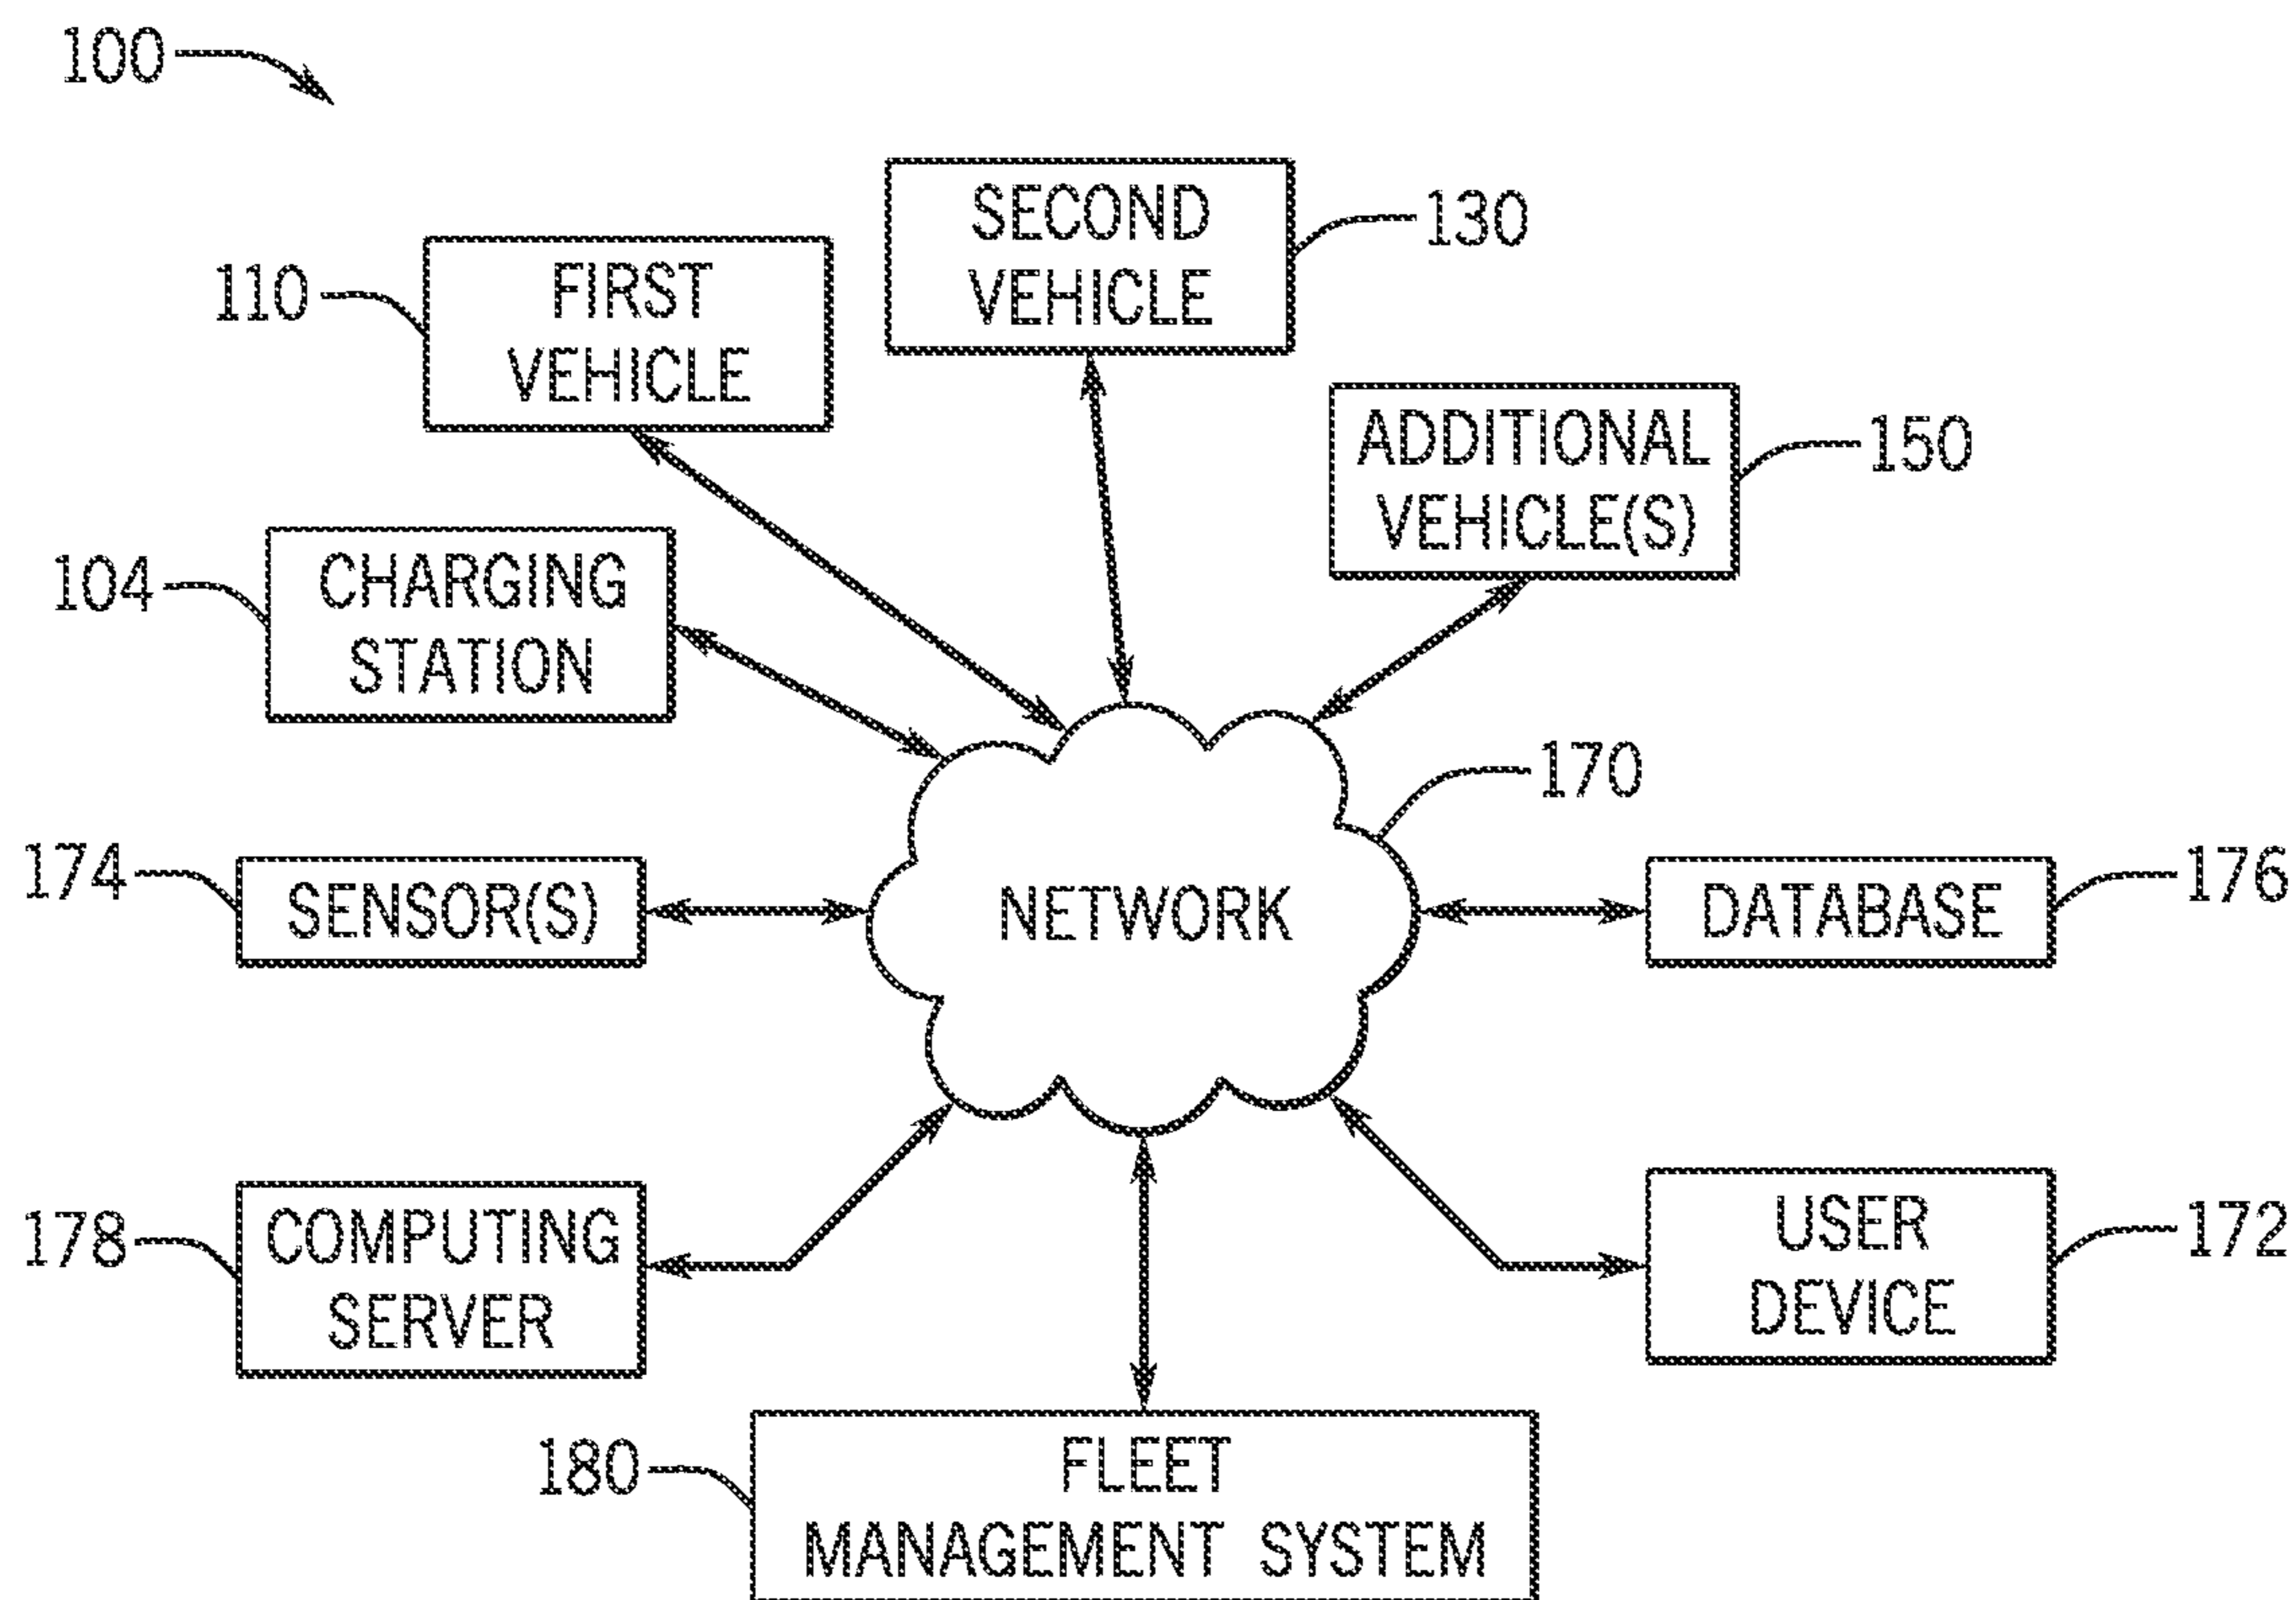 100
SECOND
VEHICLE
130
110
FIRST
VEHICLE
ADDITIONAL
VEHICLE(S)
150
104
CHARGING
STATION
170
174
SENSOR(S)
NETWORK
DATABASE
176
178
COMPUTING
SERVER
USER
DEVICE
172
180
FLEET
MANAGEMENT SYSTEM